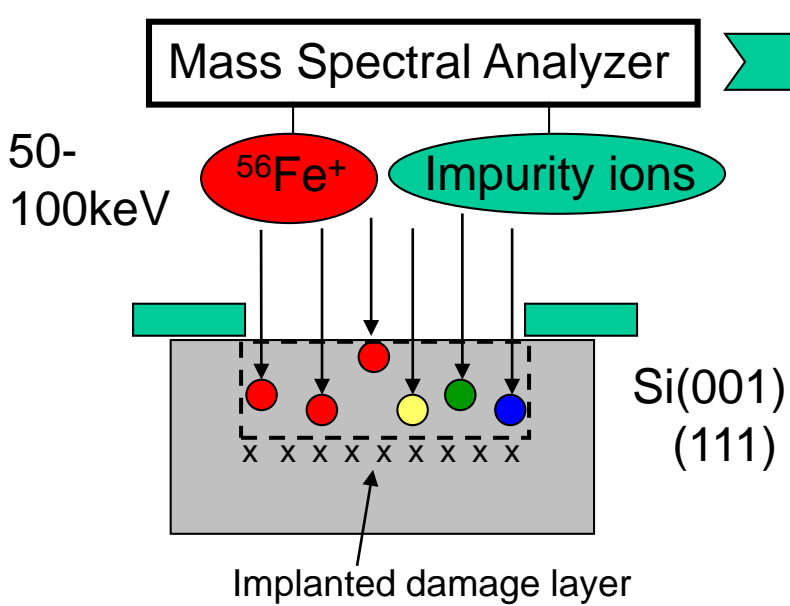 Mass Spectral Analyzer
50-
100keV
⁵⁶Fe⁺
Impurity ions
Si(001)
(111)
x x x x x x x x x
Implanted damage layer